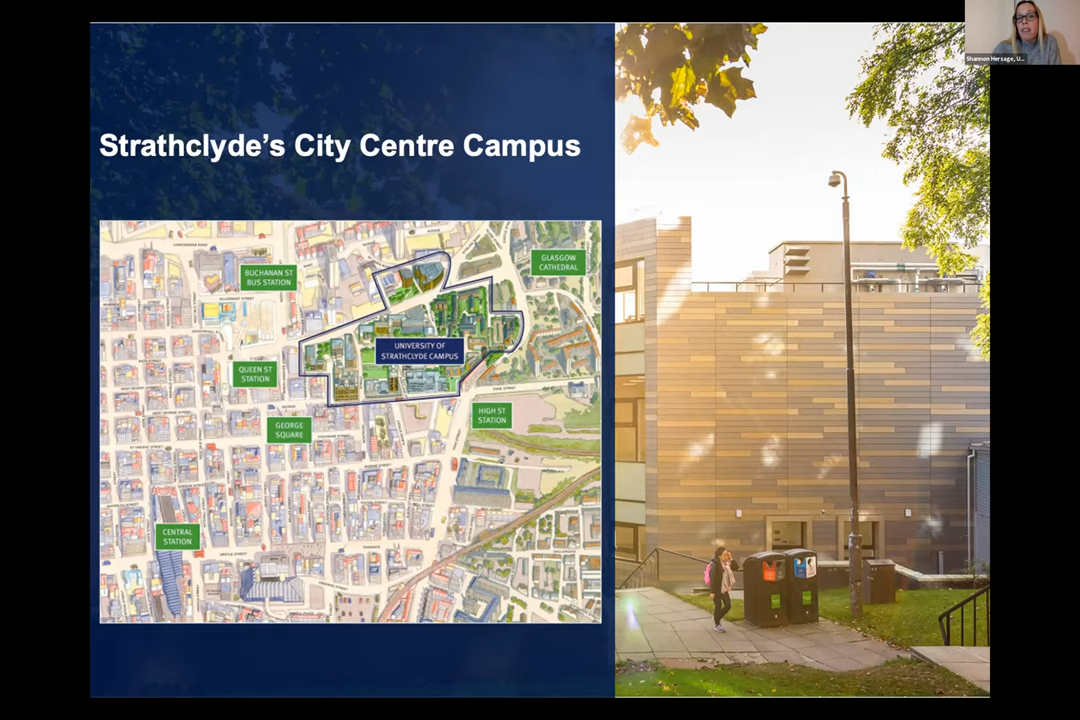 Shannon Hersage, U...
Strathclyde's City Centre Campus
GLASGOW
CATHEDRAL
BUCHANAN ST
BUS STATION
UNIVERSITY OF
STRATHCLYDE CAMPUS
QUEEN ST
STATION
HIGH ST
STATION
GEORGE
SQUARE
CENTRAL
STATION